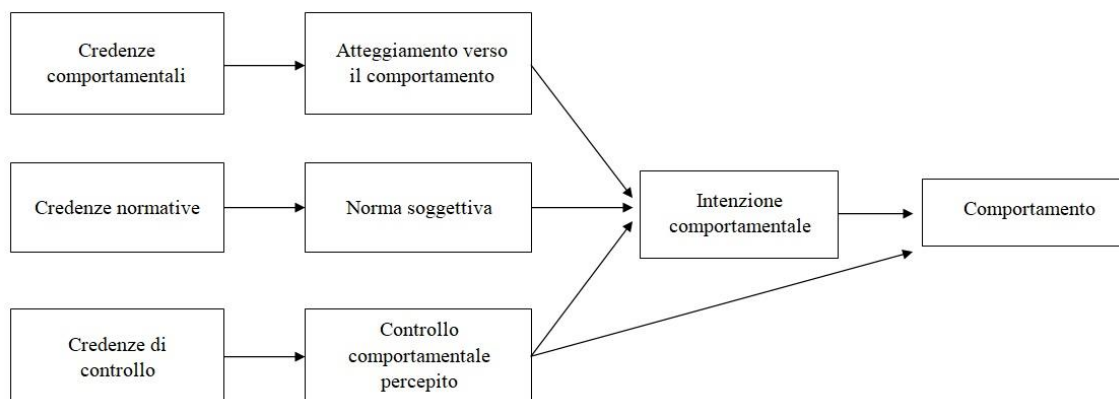 Credenze
comportamentali
Atteggiamento verso
il comportamento
Credenze normative
Norma soggettiva
Intenzione
comportamentale
Comportamento
Credenze di
controllo
Controllo
comportamentale
percepito